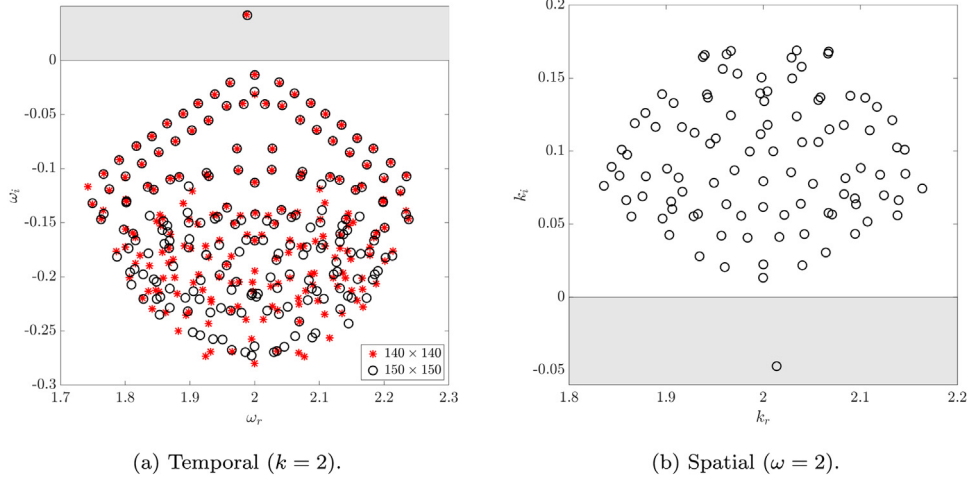 0
-0.05
-0.1
-0.15
-0.2
-0.25
-0.3
ω_i
1.7 1.8 1.9 2 2.1 2.2 2.3
ω_r
140 × 140
150 × 150
(a) Temporal (k = 2).
0.2
0.15
0.1
0.05
0
-0.05
k_i
1.8 1.9 2 2.1 2.2
k_r
(b) Spatial (ω = 2).